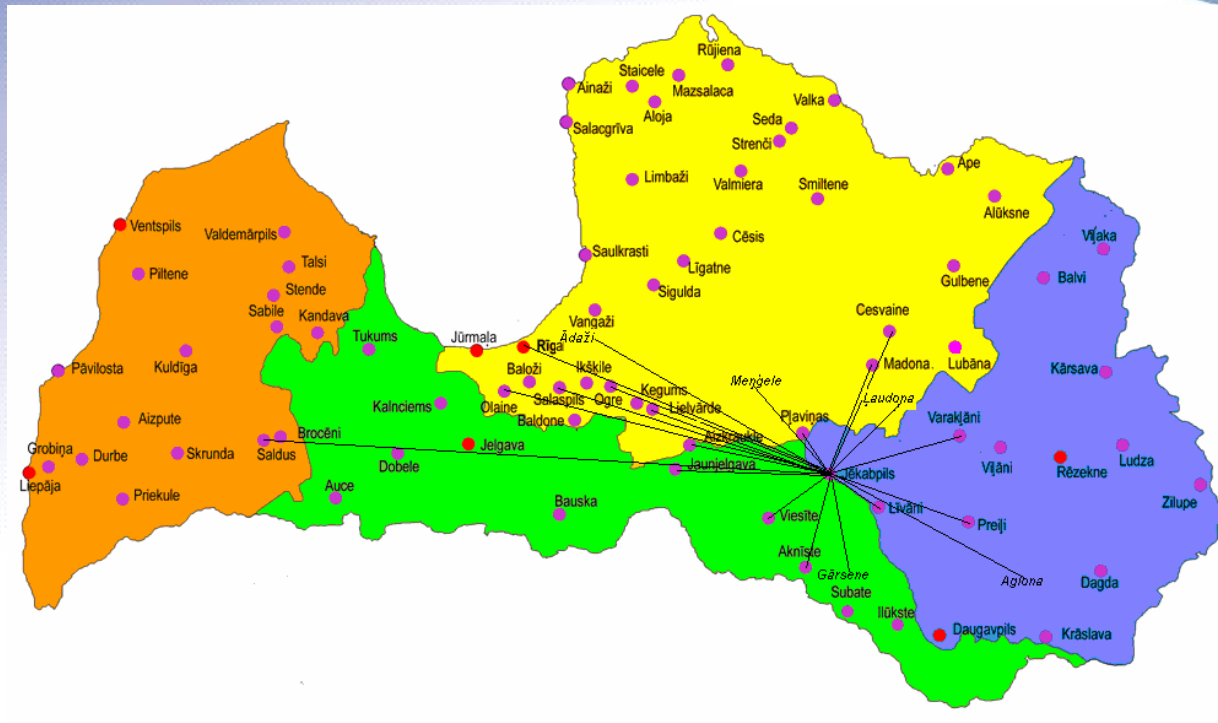 Rūjiena
Staicele
Mazsalaca
Ainaži
Aloja
Valka
Salacgrīva
Seda
Strenči
Ape
Limbaži
Valmiera
Smiltene
Alūksne
Ventspils
Valdemārpils
Cēsis
Viļaka
Saulkrasti
Talsi
Līgatne
Piltene
Gulbene
Balvi
Stende
Sigulda
Sabile
Kandava
Vangaži
Cesvaine
Jūrmaļa
Rīga
Ādaži
Tukums
Kuldīga
Pāvilosta
Baloži
Ikšķile
Madona
Lubāna
Kārsava
Meņģele
Ķegums
Olaine
Salaspils
Ogre
Lielvārde
Laudoņa
Kalnciems
Aizpute
Baldone
Pļaviņas
Varakļāni
Grobiņa
Brocēni
Jelgava
Aizkraukle
Durbe
Skrunda
Saldus
Dobele
Jaunjelgava
Jēkabpils
Viļāni
Rēzekne
Ludza
Liepāja
Zilupe
Priekule
Auce
Bauska
Viesīte
Līvāni
Preiļi
Aknīste
Gārsene
Aglona
Dagda
Subate
Ilūkste
Daugavpils
Krāslava